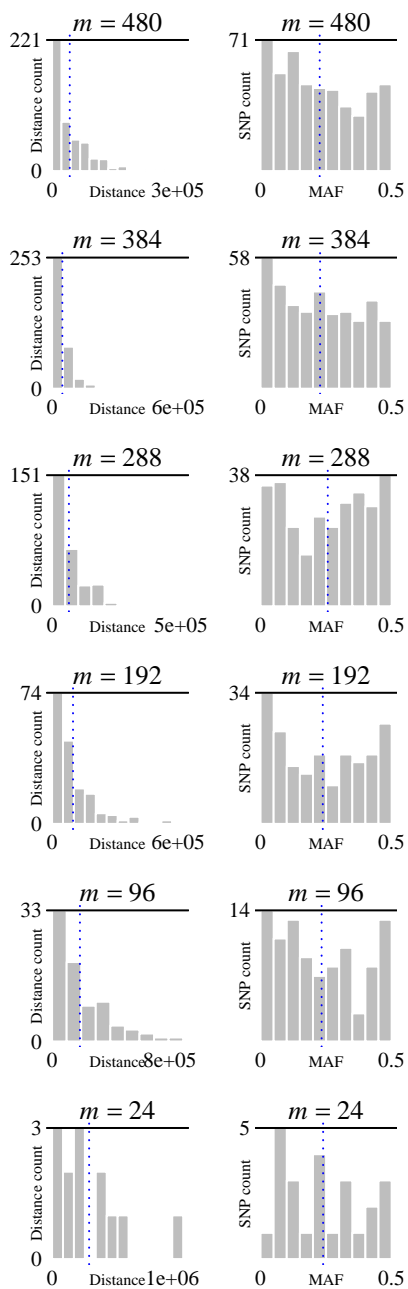 m = 480
221
Distance count
0
0 Distance 3e+05
m = 480
71
SNP count
0 MAF 0.5
m = 384
253
Distance count
0
0 Distance 6e+05
m = 384
58
SNP count
0 MAF 0.5
m = 288
151
Distance count
0
0 Distance 5e+05
m = 288
38
SNP count
0 MAF 0.5
m = 192
74
Distance count
0
0 Distance 6e+05
m = 192
34
SNP count
0 MAF 0.5
m = 96
33
Distance count
0
0 Distance 8e+05
m = 96
14
SNP count
0 MAF 0.5
m = 24
3
Distance count
0
0 Distance 1e+06
m = 24
5
SNP count
0 MAF 0.5